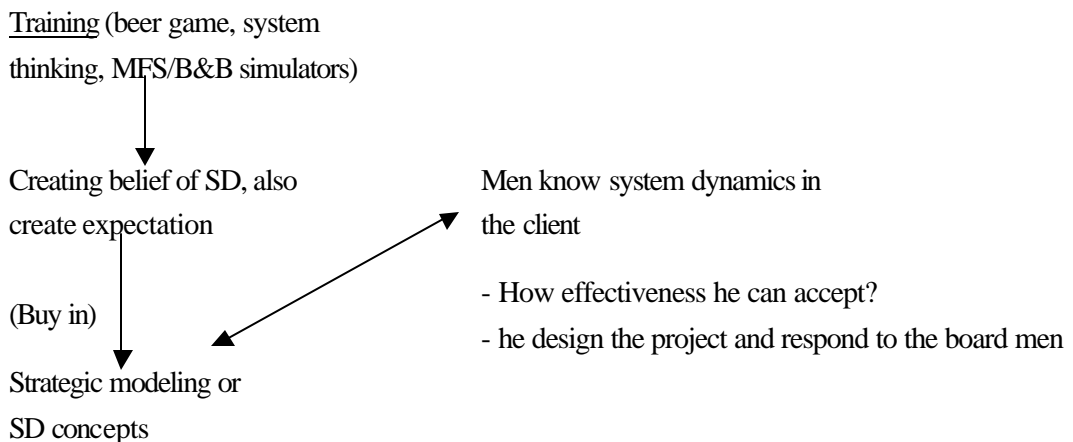 Training (beer game, system
thinking, MFS/B&B simulators)
Creating belief of SD, also
create expectation
(Buy in)
Strategic modeling or
SD concepts
Men know system dynamics in
the client
- How effectiveness he can accept?
- he design the project and respond to the board men